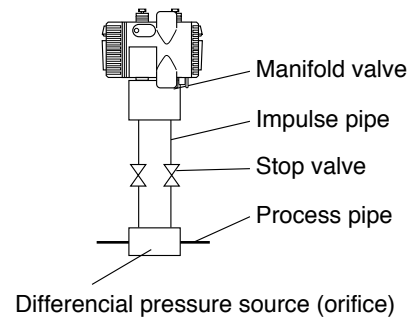 Manifold valve
Impulse pipe
Stop valve
Process pipe
Differencial pressure source (orifice)